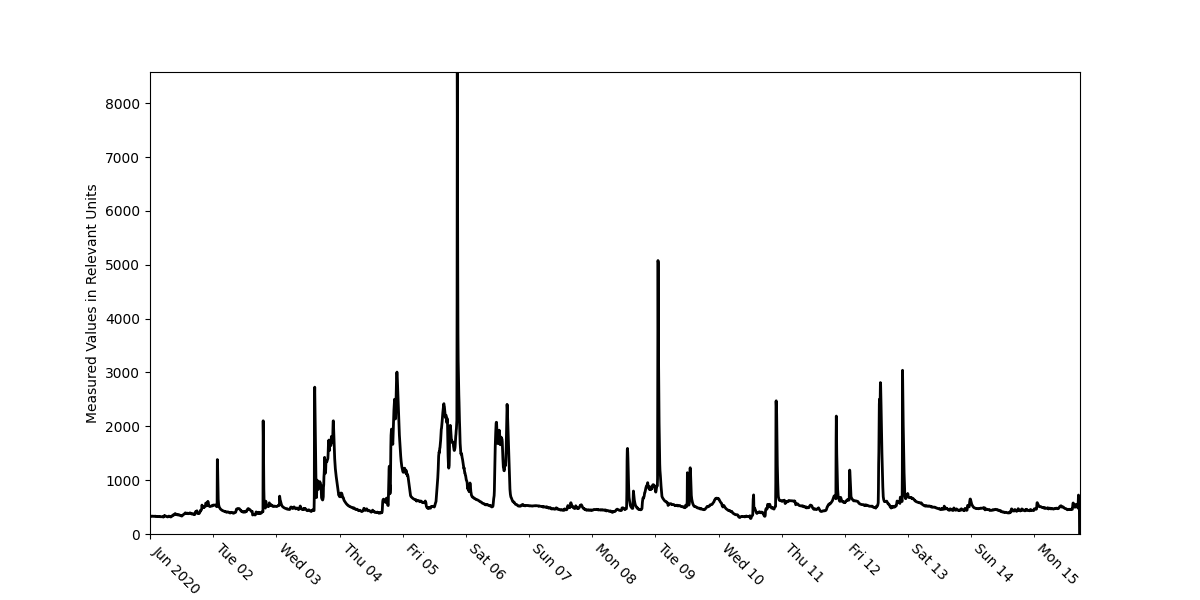 8000
7000
6000
5000
4000
3000
2000
1000
0
Measured Values in Relevant Units
Jun 2020
Tue 02
Wed 03
Thu 04
Fri 05
Sat 06
Sun 07
Mon 08
Tue 09
Wed 10
Thu 11
Fri 12
Sat 13
Sun 14
Mon 15